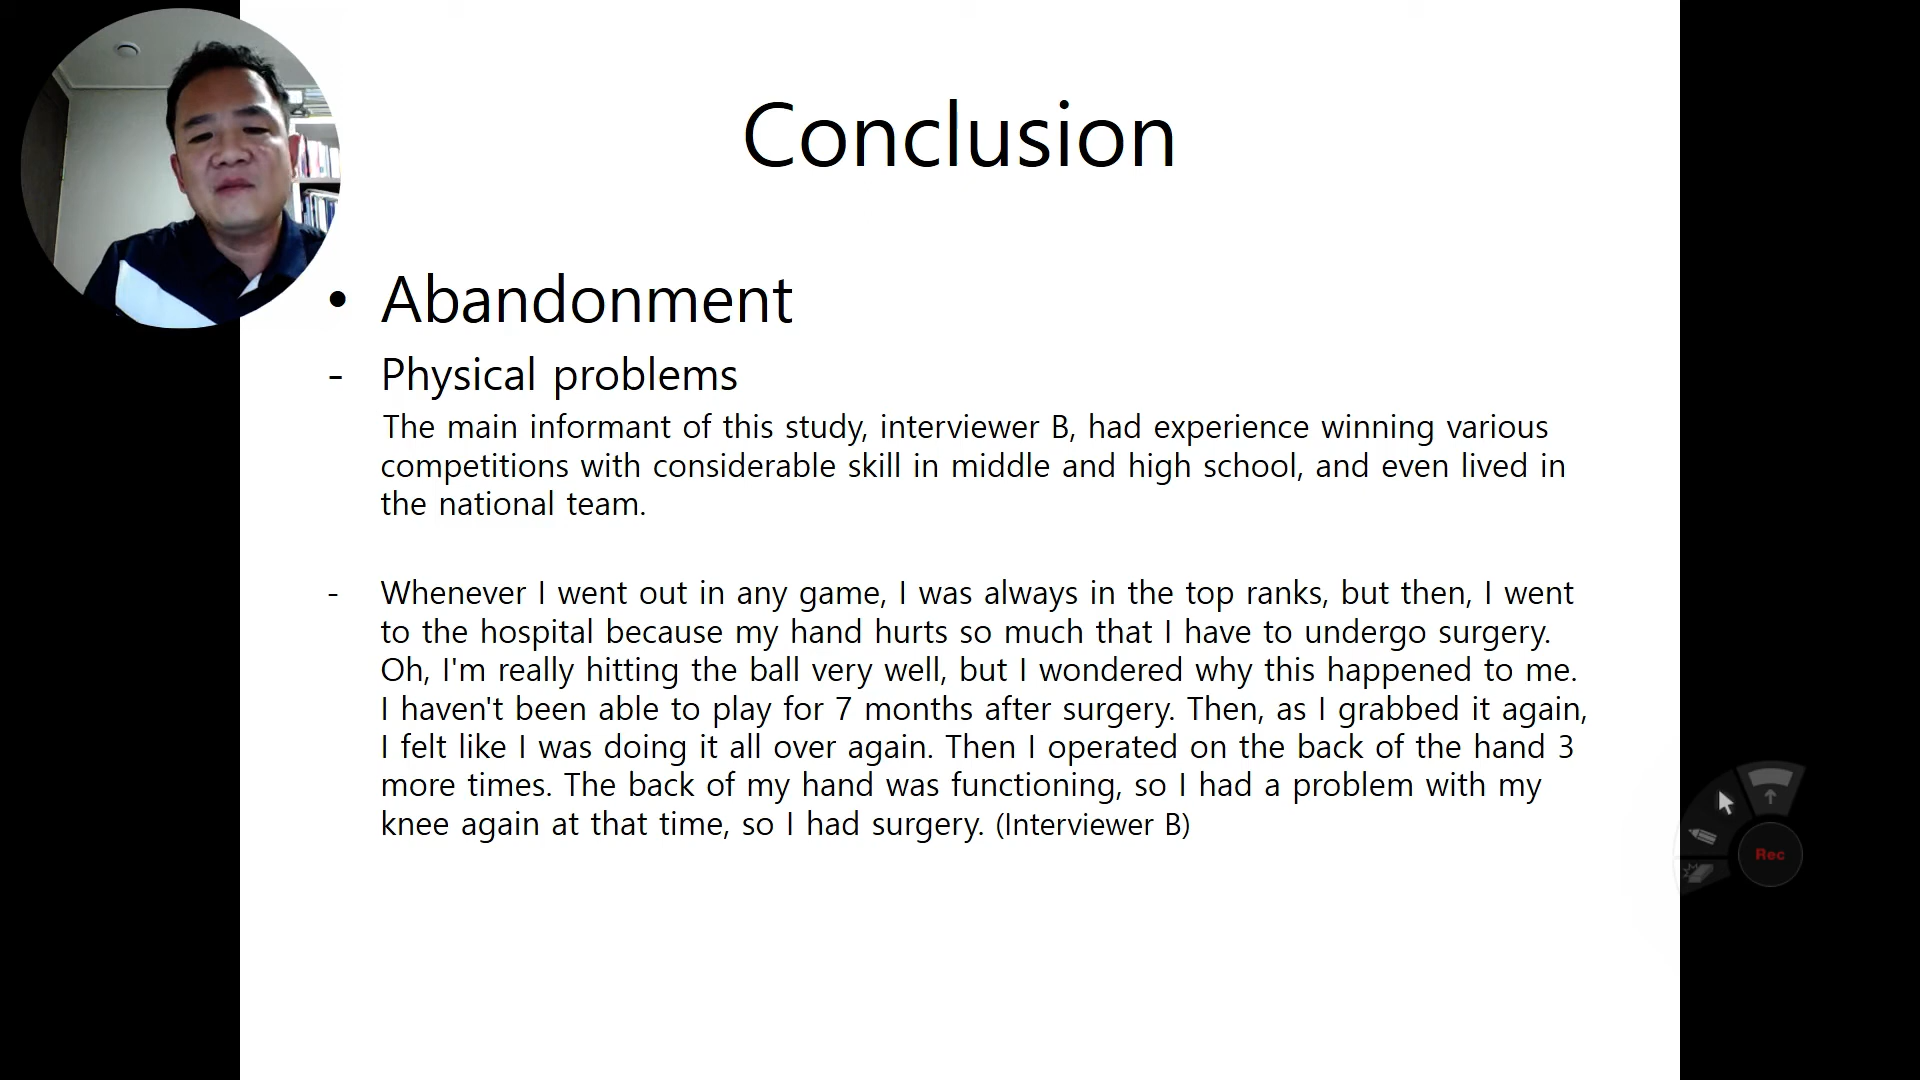 Conclusion
• Abandonment
- Physical problems
The main informant of this study, interviewer B, had experience winning various
competitions with considerable skill in middle and high school, and even lived in
the national team.
- Whenever I went out in any game, I was always in the top ranks, but then, I went
to the hospital because my hand hurts so much that I have to undergo surgery.
Oh, I'm really hitting the ball very well, but I wondered why this happened to me.
I haven't been able to play for 7 months after surgery. Then, as I grabbed it again,
I felt like I was doing it all over again. Then I operated on the back of the hand 3
more times. The back of my hand was functioning, so I had a problem with my
knee again at that time, so I had surgery. (Interviewer B)
Rec